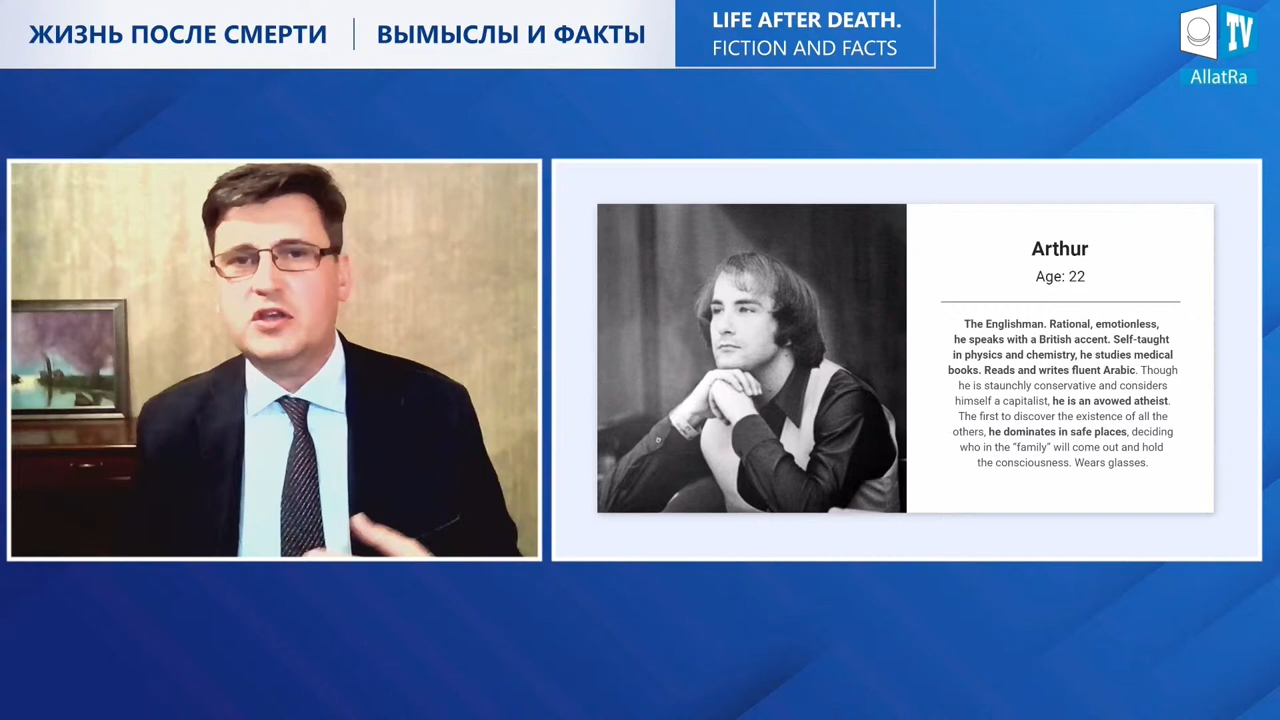 ЖИЗНЬ ПОСЛЕ СМЕРТИ
ВЫМЫСЛЫ И ФАКТЫ
LIFE AFTER DEATH.
FICTION AND FACTS
TV
AllatRa
Arthur
Age: 22
The Englishman. Rational, emotionless,
he speaks with a British accent. Self-taught
in physics and chemistry, he studies medical
books. Reads and writes fluent Arabic. Though
he is staunchly conservative and considers
himself a capitalist, he is an avowed atheist.
The first to discover the existence of all the
others, he dominates in safe places, deciding
who in the “family” will come out and hold
the consciousness. Wears glasses.